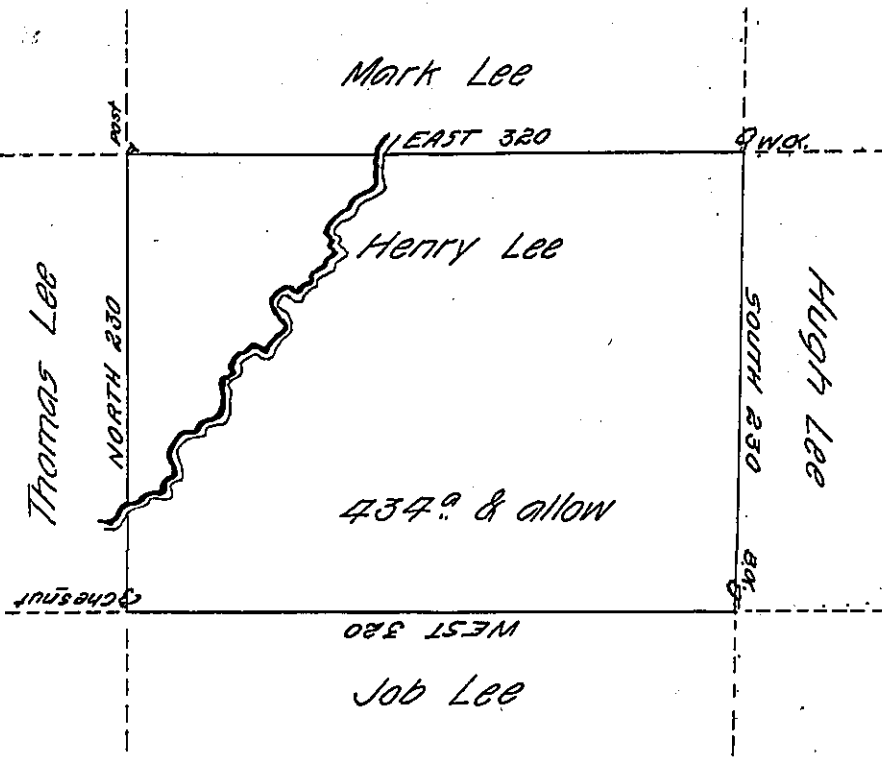 Mark Lee
POST
EAST 320
W.O.
Henry Lee
Thomas Lee
NORTH 230
SOUTH 230
Hugh Lee
434a & allow
B.O.
Chesnut
WEST 320
Job Lee